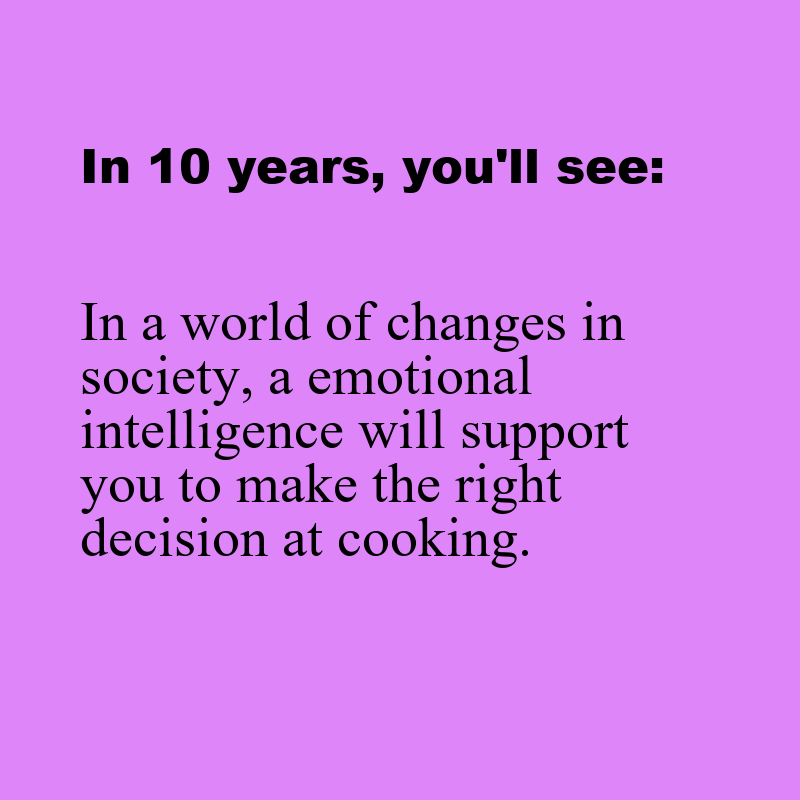 In 10 years, you'll see:
In a world of changes in
society, a emotional
intelligence will support
you to make the right
decision at cooking.